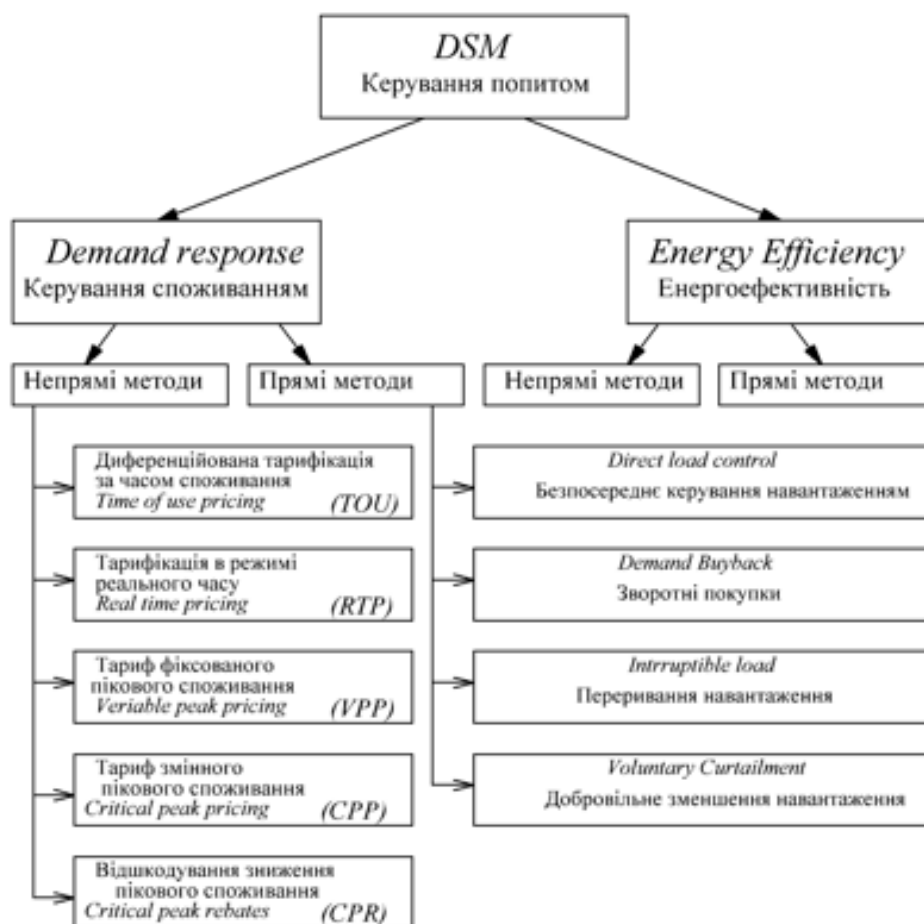 DSM
Керування попитом
Demand response
Керування споживанням
Energy Efficiency
Енергоефективність
Непрямі методи
Прямі методи
Непрямі методи
Прямі методи
Диференційована тарифікація
за часом споживання
Time of use pricing (TOU)
Тарифікація в режимі
реального часу
Real time pricing (RTP)
Тариф фіксованого
пікового споживання
Veriable peak pricing (VPP)
Тариф змінного
пікового споживання
Critical peak pricing (CPP)
Відшкодування зниження
пікового споживання
Critical peak rebates (CPR)
Direct load control
Безпосереднє керування навантаженням
Demand Buyback
Зворотні покупки
Intrruptible load
Переривання навантаження
Voluntary Curtailment
Добровільне зменшення навантаження